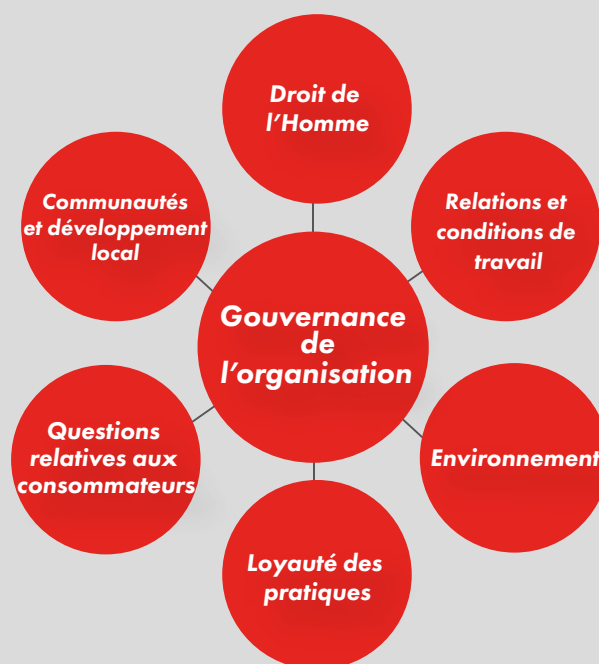 Droit de
l'Homme
Communautés
et développement
local
Relations et
conditions de
travail
Gouvernance
de
l'organisation
Questions
relatives aux
consommateurs
Environnement
Loyauté des
pratiques